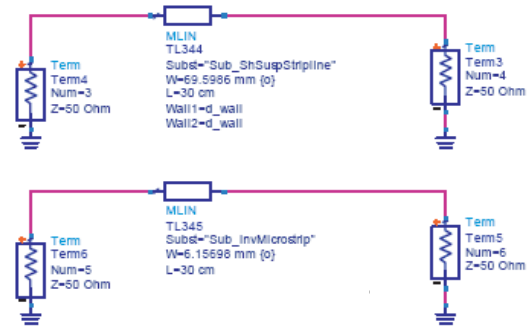 MLIN
TL344
Subst="Sub_ShSuspStripline"
W=69.5986 mm {o}
L=30 cm
Wall1=d_wall
Wall2=d_wall
Term
Term4
Num=3
Z=50 Ohm
Term
Term3
Num=4
Z=50 Ohm
MLIN
TL345
Subst="Sub_InvMicrostrip"
W=6.15698 mm {o}
L=30 cm
Term
Term6
Num=5
Z=50 Ohm
Term
Term5
Num=6
Z=50 Ohm